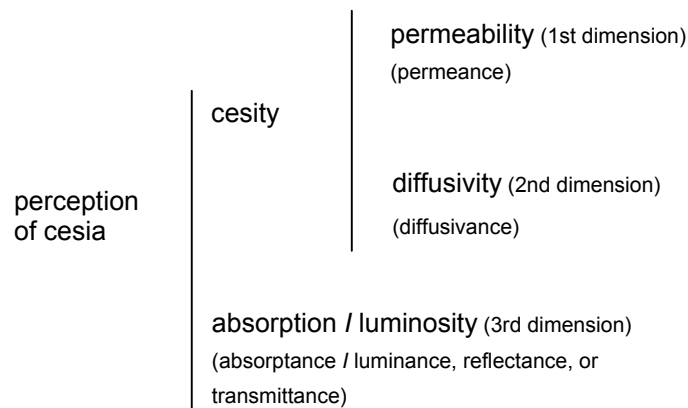 permeability (1st dimension)
(permeance)
cesity
diffusivity (2nd dimension)
(diffusivance)
perception
of cesia
absorption / luminosity (3rd dimension)
(absorptance / luminance, reflectance, or
transmittance)